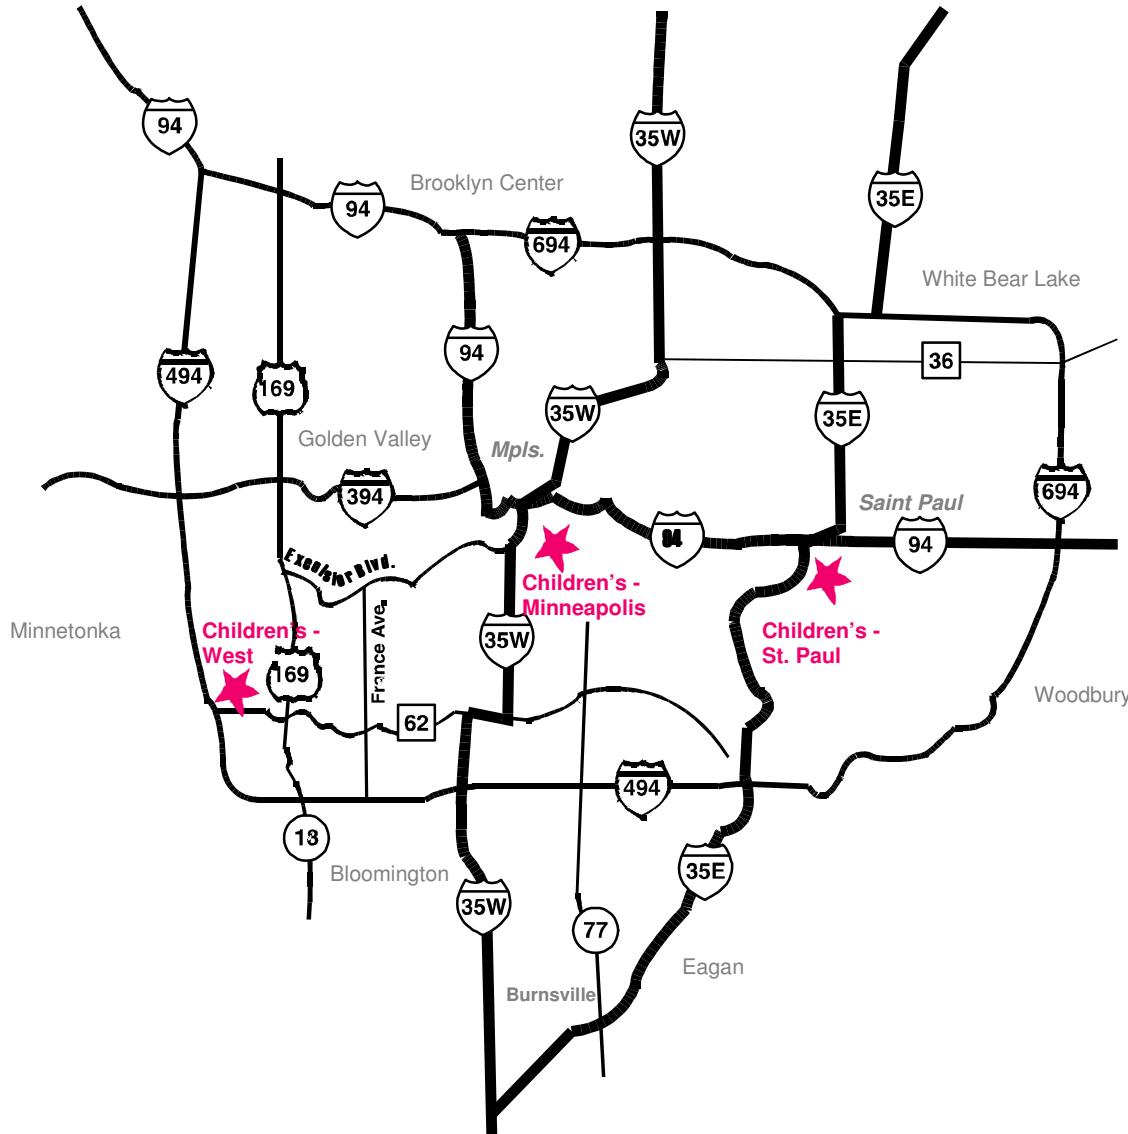 94
35W
Brooklyn Center
35E
94
694
White Bear Lake
94
36
494
169
35W
35E
Golden Valley
Mpls.
394
694
Saint Paul
94
94
Excelsior Blvd.
Children's -
Minneapolis
Minnetonka
Children's -
West
France Ave.
35W
Children's -
St. Paul
169
Woodbury
62
494
13
Bloomington
35E
35W
77
Eagan
Burnsville